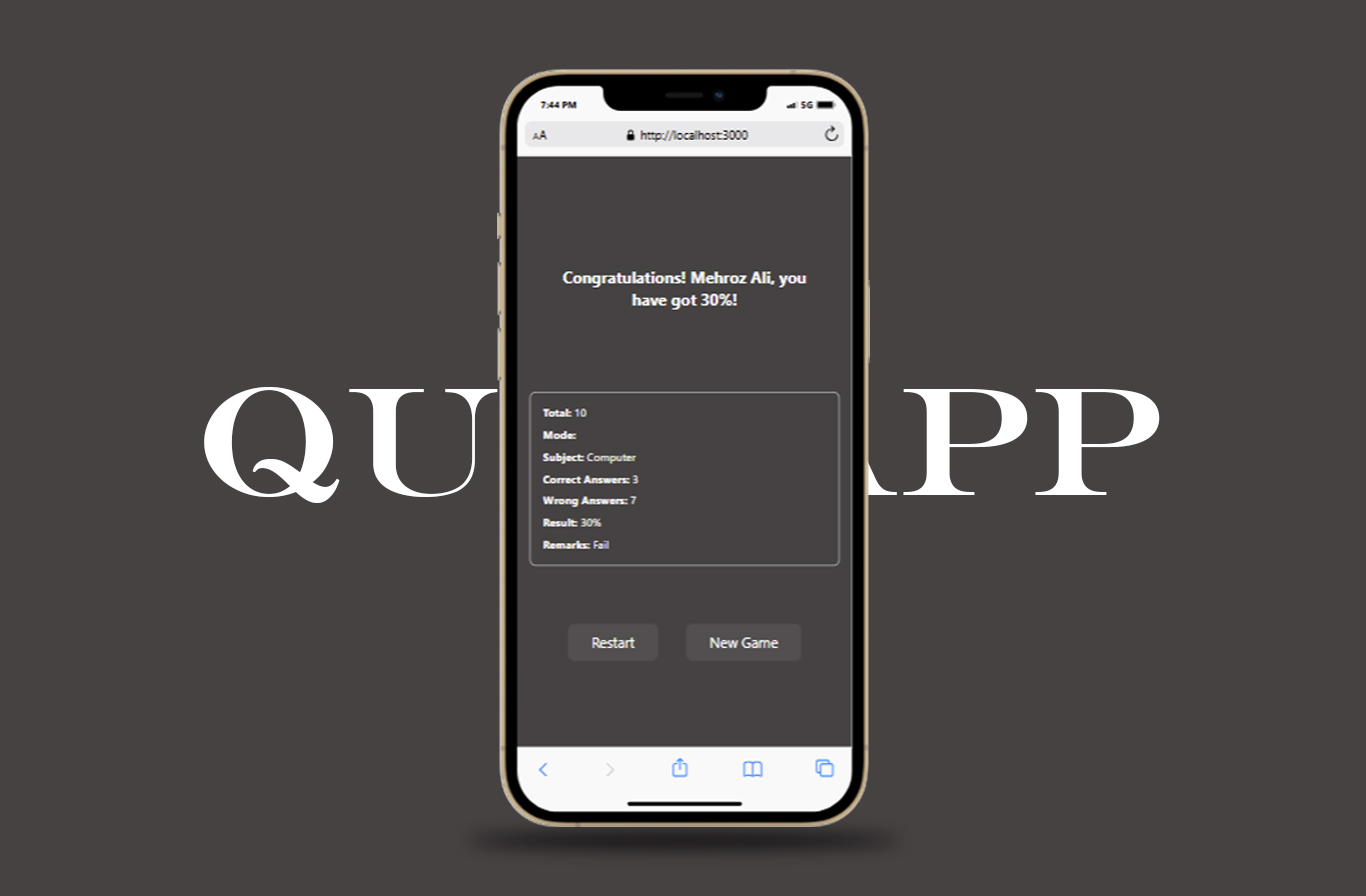 7:44 PM 5G
AA http://localhost:3000
Congratulations! Mehroz Ali, you
have got 30%!
QU APP
Total: 10
Mode:
Subject: Computer
Correct Answers: 3
Wrong Answers: 7
Result: 30%
Remarks: Fail
Restart New Game